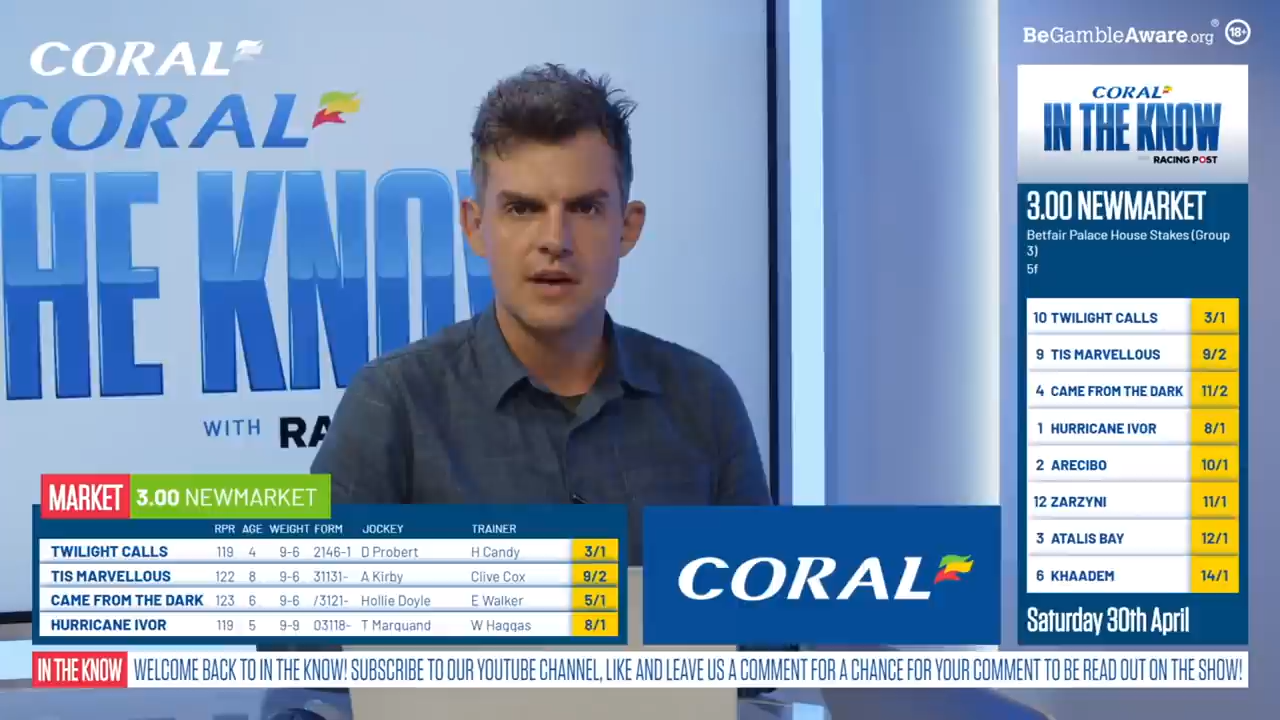 CORAL
CORAL
THE KNOW
WITH RA
BeGambleAware.org® 18+
CORAL
IN THE KNOW
RACING POST
3.00 NEWMARKET
Betfair Palace House Stakes (Group
3)
5f
10 TWILIGHT CALLS 3/1
9 TIS MARVELLOUS 9/2
4 CAME FROM THE DARK 11/2
1 HURRICANE IVOR 8/1
2 ARECIBO 10/1
12 ZARZYNI 11/1
3 ATALIS BAY 12/1
6 KHAADEM 14/1
Saturday 30th April
MARKET 3.00 NEWMARKET
RPR AGE WEIGHT FORM JOCKEY TRAINER
TWILIGHT CALLS 119 4 9-6 2146-1 D Probert H Candy 3/1
TIS MARVELLOUS 122 8 9-6 31131- A Kirby Clive Cox 9/2
CAME FROM THE DARK 123 6 9-6 /3121- Hollie Doyle E Walker 5/1
HURRICANE IVOR 119 5 9-9 03118- T Marquand W Haggas 8/1
CORAL
IN THE KNOW WELCOME BACK TO IN THE KNOW! SUBSCRIBE TO OUR YOUTUBE CHANNEL, LIKE AND LEAVE US A COMMENT FOR A CHANCE FOR YOUR COMMENT TO BE READ OUT ON THE SHOW!